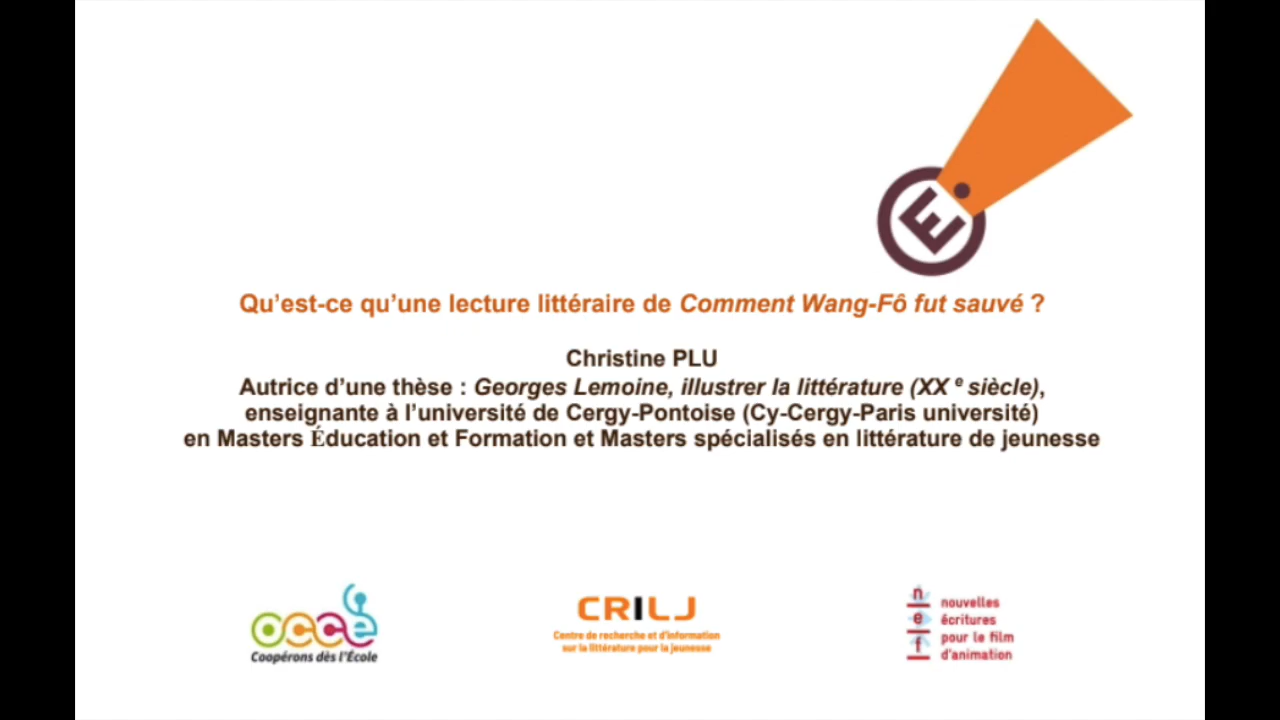 E
Qu’est-ce qu’une lecture littéraire de Comment Wang-Fô fut sauvé ?
Christine PLU
Autrice d’une thèse : Georges Lemoine, illustrer la littérature (XX e siècle),
enseignante à l’université de Cergy-Pontoise (Cy-Cergy-Paris université)
en Masters Éducation et Formation et Masters spécialisés en littérature de jeunesse
occe
Coopérons dès l’École
CRILJ
Centre de recherche et d’information
sur la littérature pour la jeunesse
nef
nouvelles
écritures
pour le film
d’animation